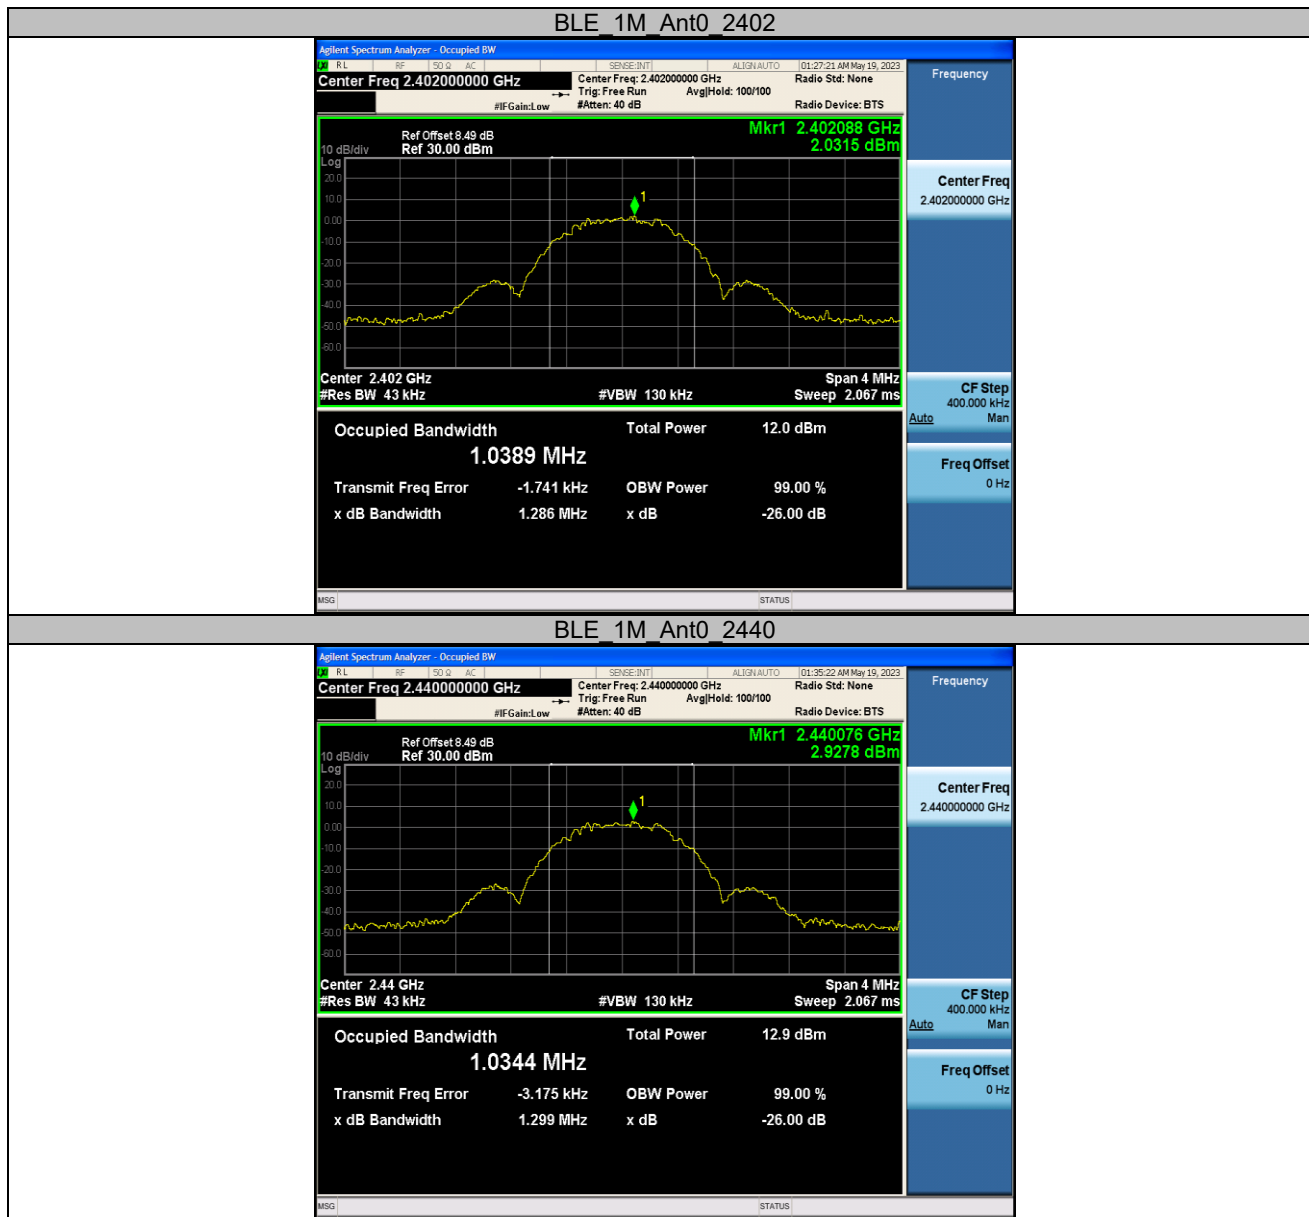 BLE_1M_Ant0_2402
Agilent Spectrum Analyzer - Occupied BW
LXI RL RF 50 Ω AC SENSE:INT ALIGN AUTO 01:27:21 AM May 19, 2023
Center Freq 2.402000000 GHz
Center Freq: 2.402000000 GHz
Radio Std: None
Trig: Free Run Avg|Hold: 100/100
#IFGain:Low
#Atten: 40 dB
Radio Device: BTS
Frequency
Mkr1 2.402088 GHz
2.0315 dBm
Ref Offset 8.49 dB
10 dB/div Ref 30.00 dBm
Log
20.0
10.0
0.00
-10.0
-20.0
-30.0
-40.0
-50.0
-60.0
1
Center 2.402 GHz Span 4 MHz
#Res BW 43 kHz #VBW 130 kHz Sweep 2.067 ms
Occupied Bandwidth Total Power 12.0 dBm
1.0389 MHz
Transmit Freq Error -1.741 kHz OBW Power 99.00 %
x dB Bandwidth 1.286 MHz x dB -26.00 dB
Center Freq
2.402000000 GHz
CF Step
400.000 kHz
Auto Man
Freq Offset
0 Hz
MSG STATUS
BLE_1M_Ant0_2440
Agilent Spectrum Analyzer - Occupied BW
LXI RL RF 50 Ω AC SENSE:INT ALIGN AUTO 01:35:22 AM May 19, 2023
Center Freq 2.440000000 GHz
Center Freq: 2.440000000 GHz
Radio Std: None
Trig: Free Run Avg|Hold: 100/100
#IFGain:Low
#Atten: 40 dB
Radio Device: BTS
Frequency
Mkr1 2.440076 GHz
2.9278 dBm
Ref Offset 8.49 dB
10 dB/div Ref 30.00 dBm
Log
20.0
10.0
0.00
-10.0
-20.0
-30.0
-40.0
-50.0
-60.0
1
Center 2.44 GHz Span 4 MHz
#Res BW 43 kHz #VBW 130 kHz Sweep 2.067 ms
Occupied Bandwidth Total Power 12.9 dBm
1.0344 MHz
Transmit Freq Error -3.175 kHz OBW Power 99.00 %
x dB Bandwidth 1.299 MHz x dB -26.00 dB
Center Freq
2.440000000 GHz
CF Step
400.000 kHz
Auto Man
Freq Offset
0 Hz
MSG STATUS